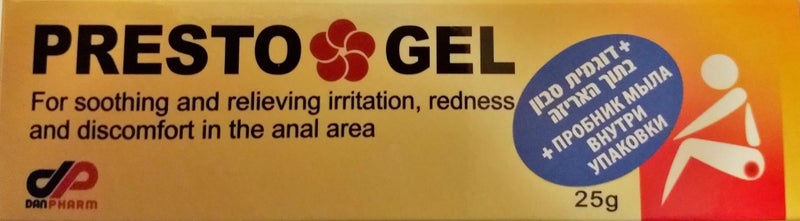 PRESTO GEL
For soothing and relieving irritation, redness
and discomfort in the anal area
+ דוגמית סבון
בתוך האריזה
+ ПРОБНИК МЫЛА
ВНУТРИ
УПАКОВКИ
25g
dp
DANPHARM